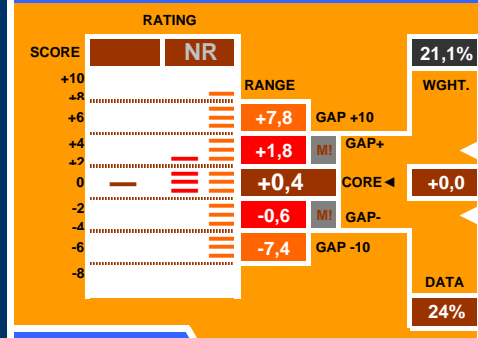 RATING
SCORE NR 21,1%
+10 RANGE WGHT.
+8
+6 +7,8 GAP +10
+4 +1,8 M! GAP+
+2
0 +0,4 CORE◄ +0,0
-2 -0,6 M! GAP-
-4
-6 -7,4 GAP -10
-8 DATA
24%